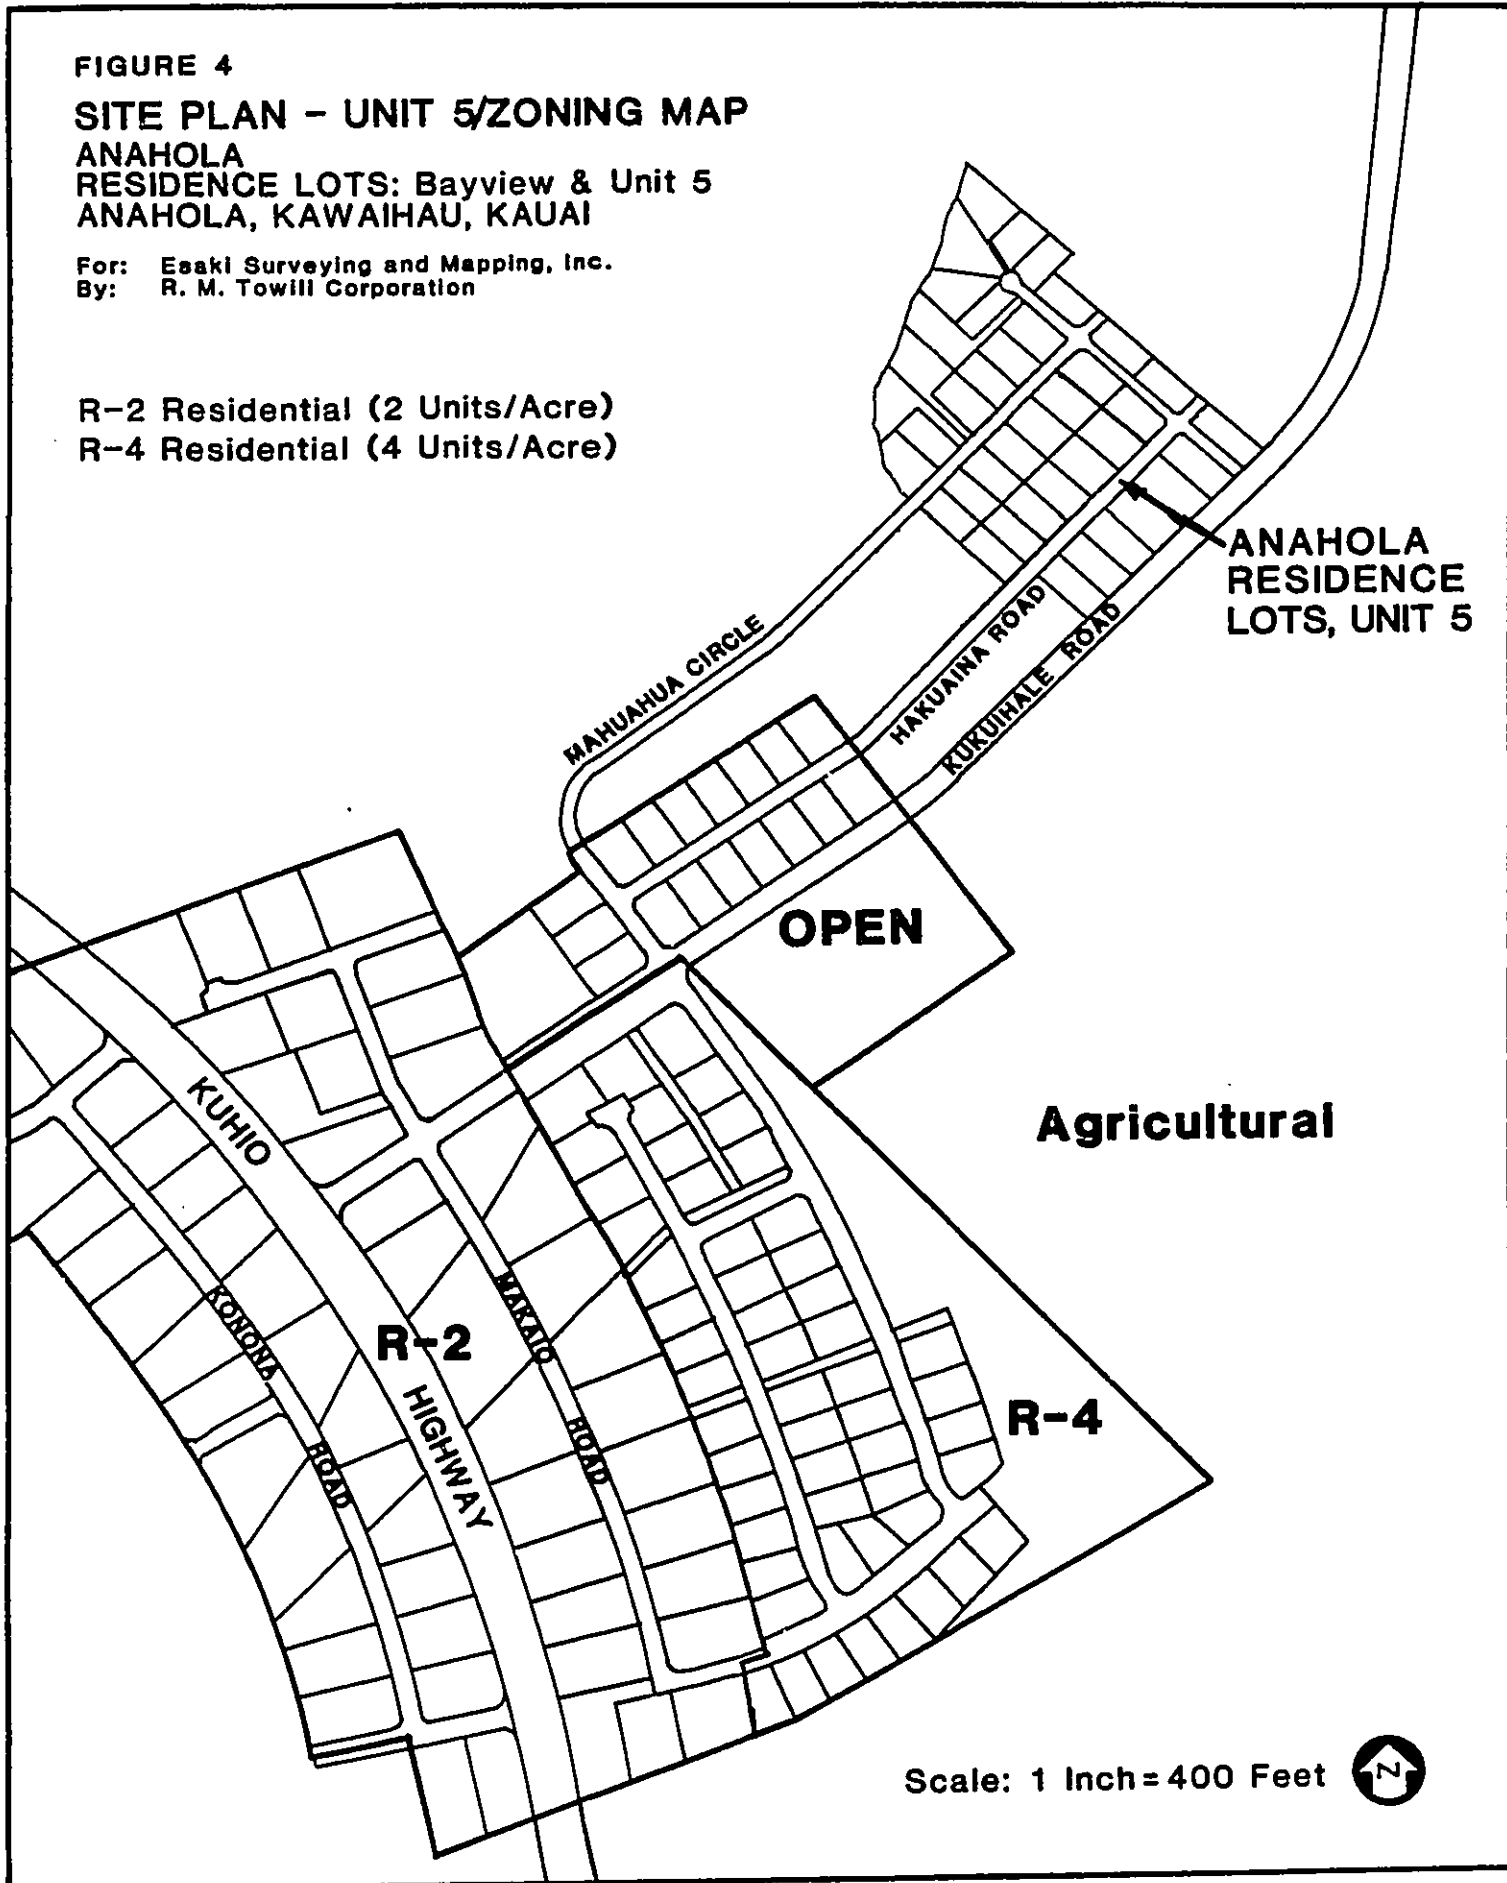 FIGURE 4
SITE PLAN - UNIT 5/ZONING MAP
ANAHOLA
RESIDENCE LOTS: Bayview & Unit 5
ANAHOLA, KAWAIHAU, KAUAI
For: Esaki Surveying and Mapping, Inc.
By: R. M. Towill Corporation
R-2 Residential (2 Units/Acre)
R-4 Residential (4 Units/Acre)
ANAHOLA
RESIDENCE
LOTS, UNIT 5
MAHUAHUA CIRCLE
HAKUAINA ROAD
KUKUIHALE ROAD
OPEN
KUHIO
HIGHWAY
Agricultural
KONONA
ROAD
R-2
MAKAIO
ROAD
R-4
Scale: 1 Inch = 400 Feet
N